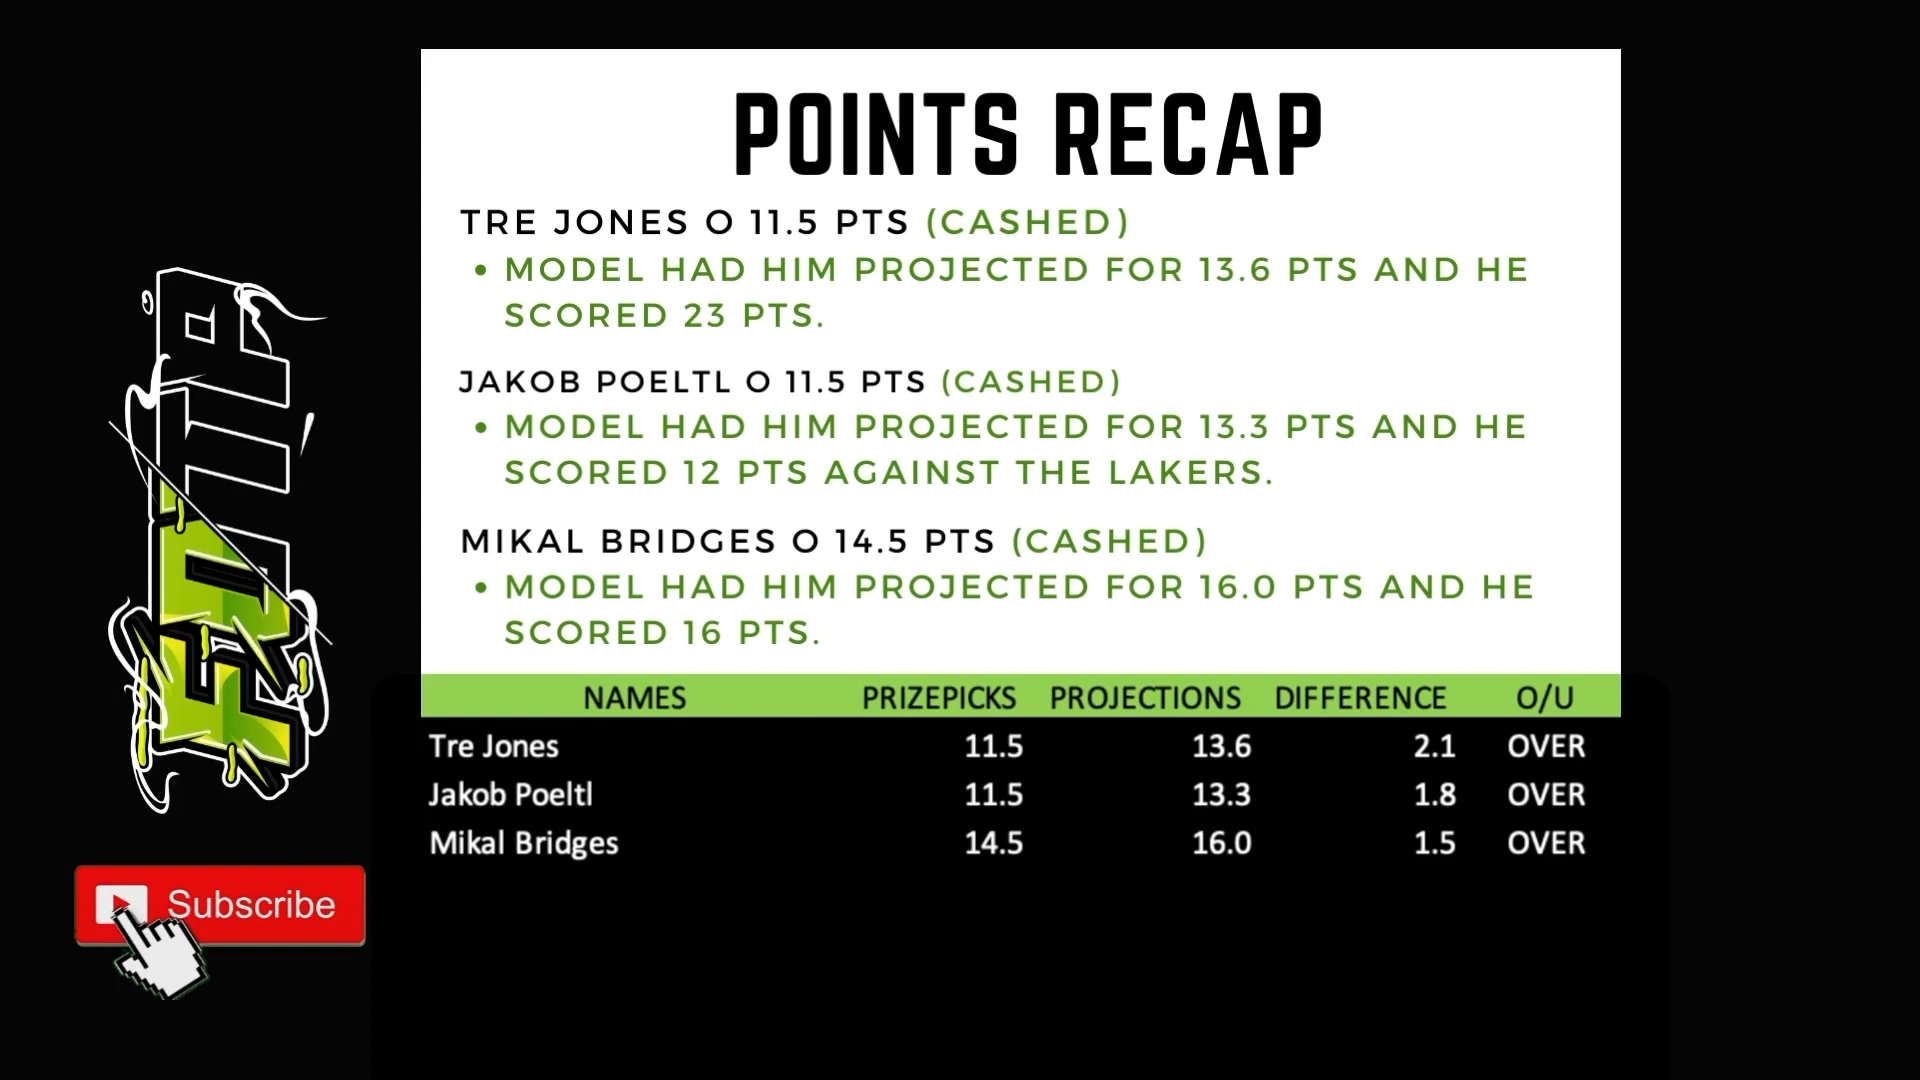 POINTS RECAP
TRE JONES O 11.5 PTS (CASHED)
• MODEL HAD HIM PROJECTED FOR 13.6 PTS AND HE
SCORED 23 PTS.
JAKOB POELTL O 11.5 PTS (CASHED)
• MODEL HAD HIM PROJECTED FOR 13.3 PTS AND HE
SCORED 12 PTS AGAINST THE LAKERS.
MIKAL BRIDGES O 14.5 PTS (CASHED)
• MODEL HAD HIM PROJECTED FOR 16.0 PTS AND HE
SCORED 16 PTS.
NAMES PRIZEPICKS PROJECTIONS DIFFERENCE O/U
Tre Jones 11.5 13.6 2.1 OVER
Jakob Poeltl 11.5 13.3 1.8 OVER
Mikal Bridges 14.5 16.0 1.5 OVER
Subscribe